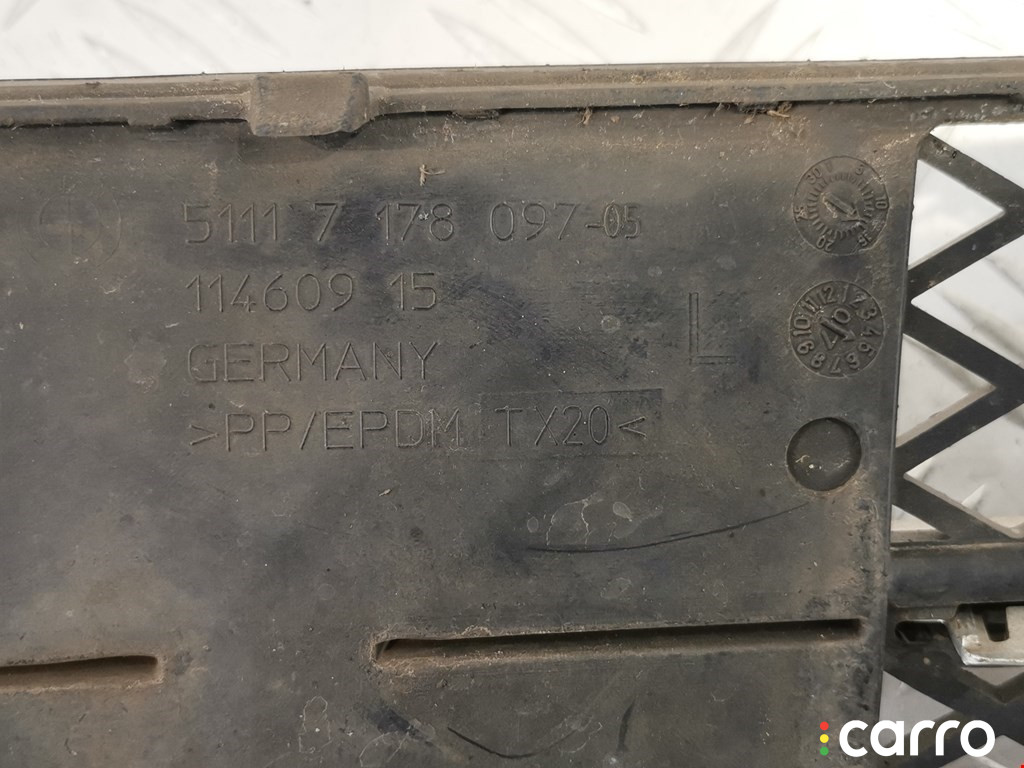 5111 7 178 097-05
114609 15
GERMANY
L
>PP/EPDM TX20<
carro